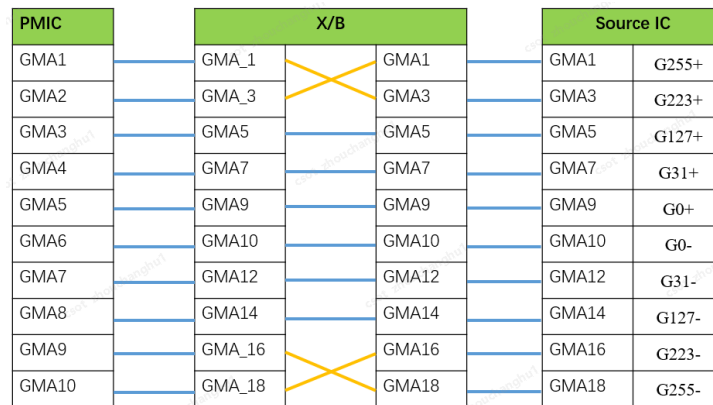 PMIC X/B Source IC
GMA1 GMA_1 GMA1 GMA1 G255+
GMA2 GMA_3 GMA3 GMA3 G223+
GMA3 GMA5 GMA5 GMA5 G127+
GMA4 GMA7 GMA7 GMA7 G31+
GMA5 GMA9 GMA9 GMA9 G0+
GMA6 GMA10 GMA10 GMA10 G0-
GMA7 GMA12 GMA12 GMA12 G31-
GMA8 GMA14 GMA14 GMA14 G127-
GMA9 GMA_16 GMA16 GMA16 G223-
GMA10 GMA_18 GMA18 GMA18 G255-